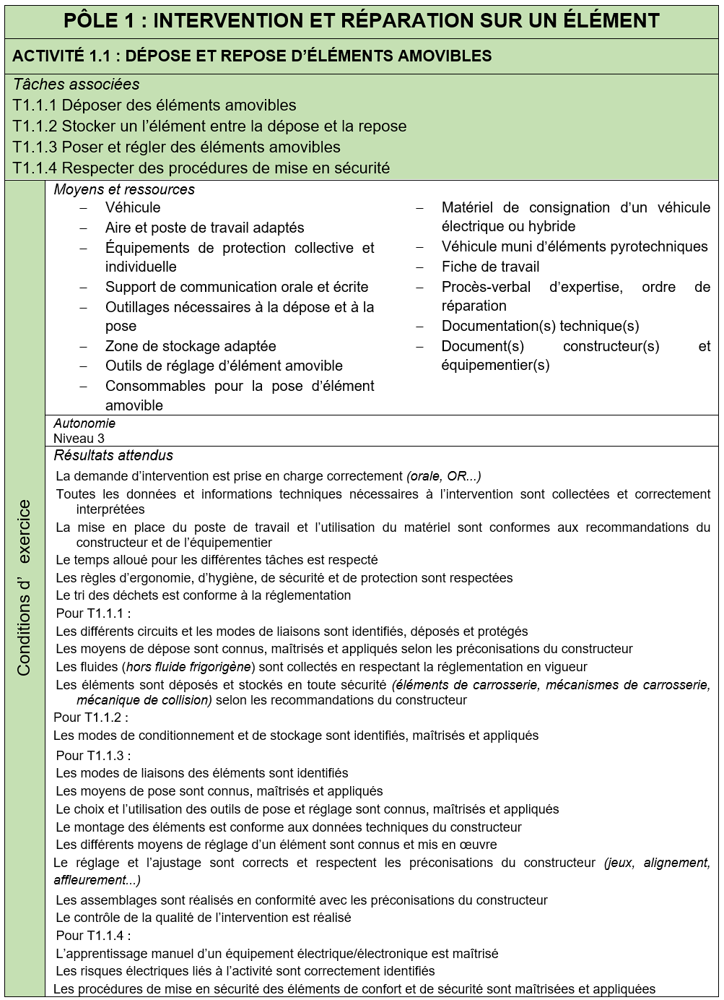 PÔLE 1 : INTERVENTION ET RÉPARATION SUR UN ÉLÉMENT
ACTIVITÉ 1.1 : DÉPOSE ET REPOSE D’ÉLÉMENTS AMOVIBLES
Tâches associées
T1.1.1 Déposer des éléments amovibles
T1.1.2 Stocker un l’élément entre la dépose et la repose
T1.1.3 Poser et régler des éléments amovibles
T1.1.4 Respecter des procédures de mise en sécurité
Conditions d’ exercice
Moyens et ressources
– Véhicule
– Aire et poste de travail adaptés
– Équipements de protection collective et
individuelle
– Support de communication orale et écrite
– Outillages nécessaires à la dépose et à la
pose
– Zone de stockage adaptée
– Outils de réglage d’élément amovible
– Consommables pour la pose d’élément
amovible
– Matériel de consignation d’un véhicule
électrique ou hybride
– Véhicule muni d’éléments pyrotechniques
– Fiche de travail
– Procès-verbal d’expertise, ordre de
réparation
– Documentation(s) technique(s)
– Document(s) constructeur(s) et
équipementier(s)
Autonomie
Niveau 3
Résultats attendus
La demande d’intervention est prise en charge correctement (orale, OR...)
Toutes les données et informations techniques nécessaires à l’intervention sont collectées et correctement
interprétées
La mise en place du poste de travail et l’utilisation du matériel sont conformes aux recommandations du
constructeur et de l’équipementier
Le temps alloué pour les différentes tâches est respecté
Les règles d’ergonomie, d’hygiène, de sécurité et de protection sont respectées
Le tri des déchets est conforme à la réglementation
Pour T1.1.1 :
Les différents circuits et les modes de liaisons sont identifiés, déposés et protégés
Les moyens de dépose sont connus, maîtrisés et appliqués selon les préconisations du constructeur
Les fluides (hors fluide frigorigène) sont collectés en respectant la réglementation en vigueur
Les éléments sont déposés et stockés en toute sécurité (éléments de carrosserie, mécanismes de carrosserie,
mécanique de collision) selon les recommandations du constructeur
Pour T1.1.2 :
Les modes de conditionnement et de stockage sont identifiés, maîtrisés et appliqués
Pour T1.1.3 :
Les modes de liaisons des éléments sont identifiés
Les moyens de pose sont connus, maîtrisés et appliqués
Le choix et l’utilisation des outils de pose et réglage sont connus, maîtrisés et appliqués
Le montage des éléments est conforme aux données techniques du constructeur
Les différents moyens de réglage d’un élément sont connus et mis en œuvre
Le réglage et l’ajustage sont corrects et respectent les préconisations du constructeur (jeux, alignement,
affleurement...)
Les assemblages sont réalisés en conformité avec les préconisations du constructeur
Le contrôle de la qualité de l’intervention est réalisé
Pour T1.1.4 :
L’apprentissage manuel d’un équipement électrique/électronique est maîtrisé
Les risques électriques liés à l’activité sont correctement identifiés
Les procédures de mise en sécurité des éléments de confort et de sécurité sont maîtrisées et appliquées